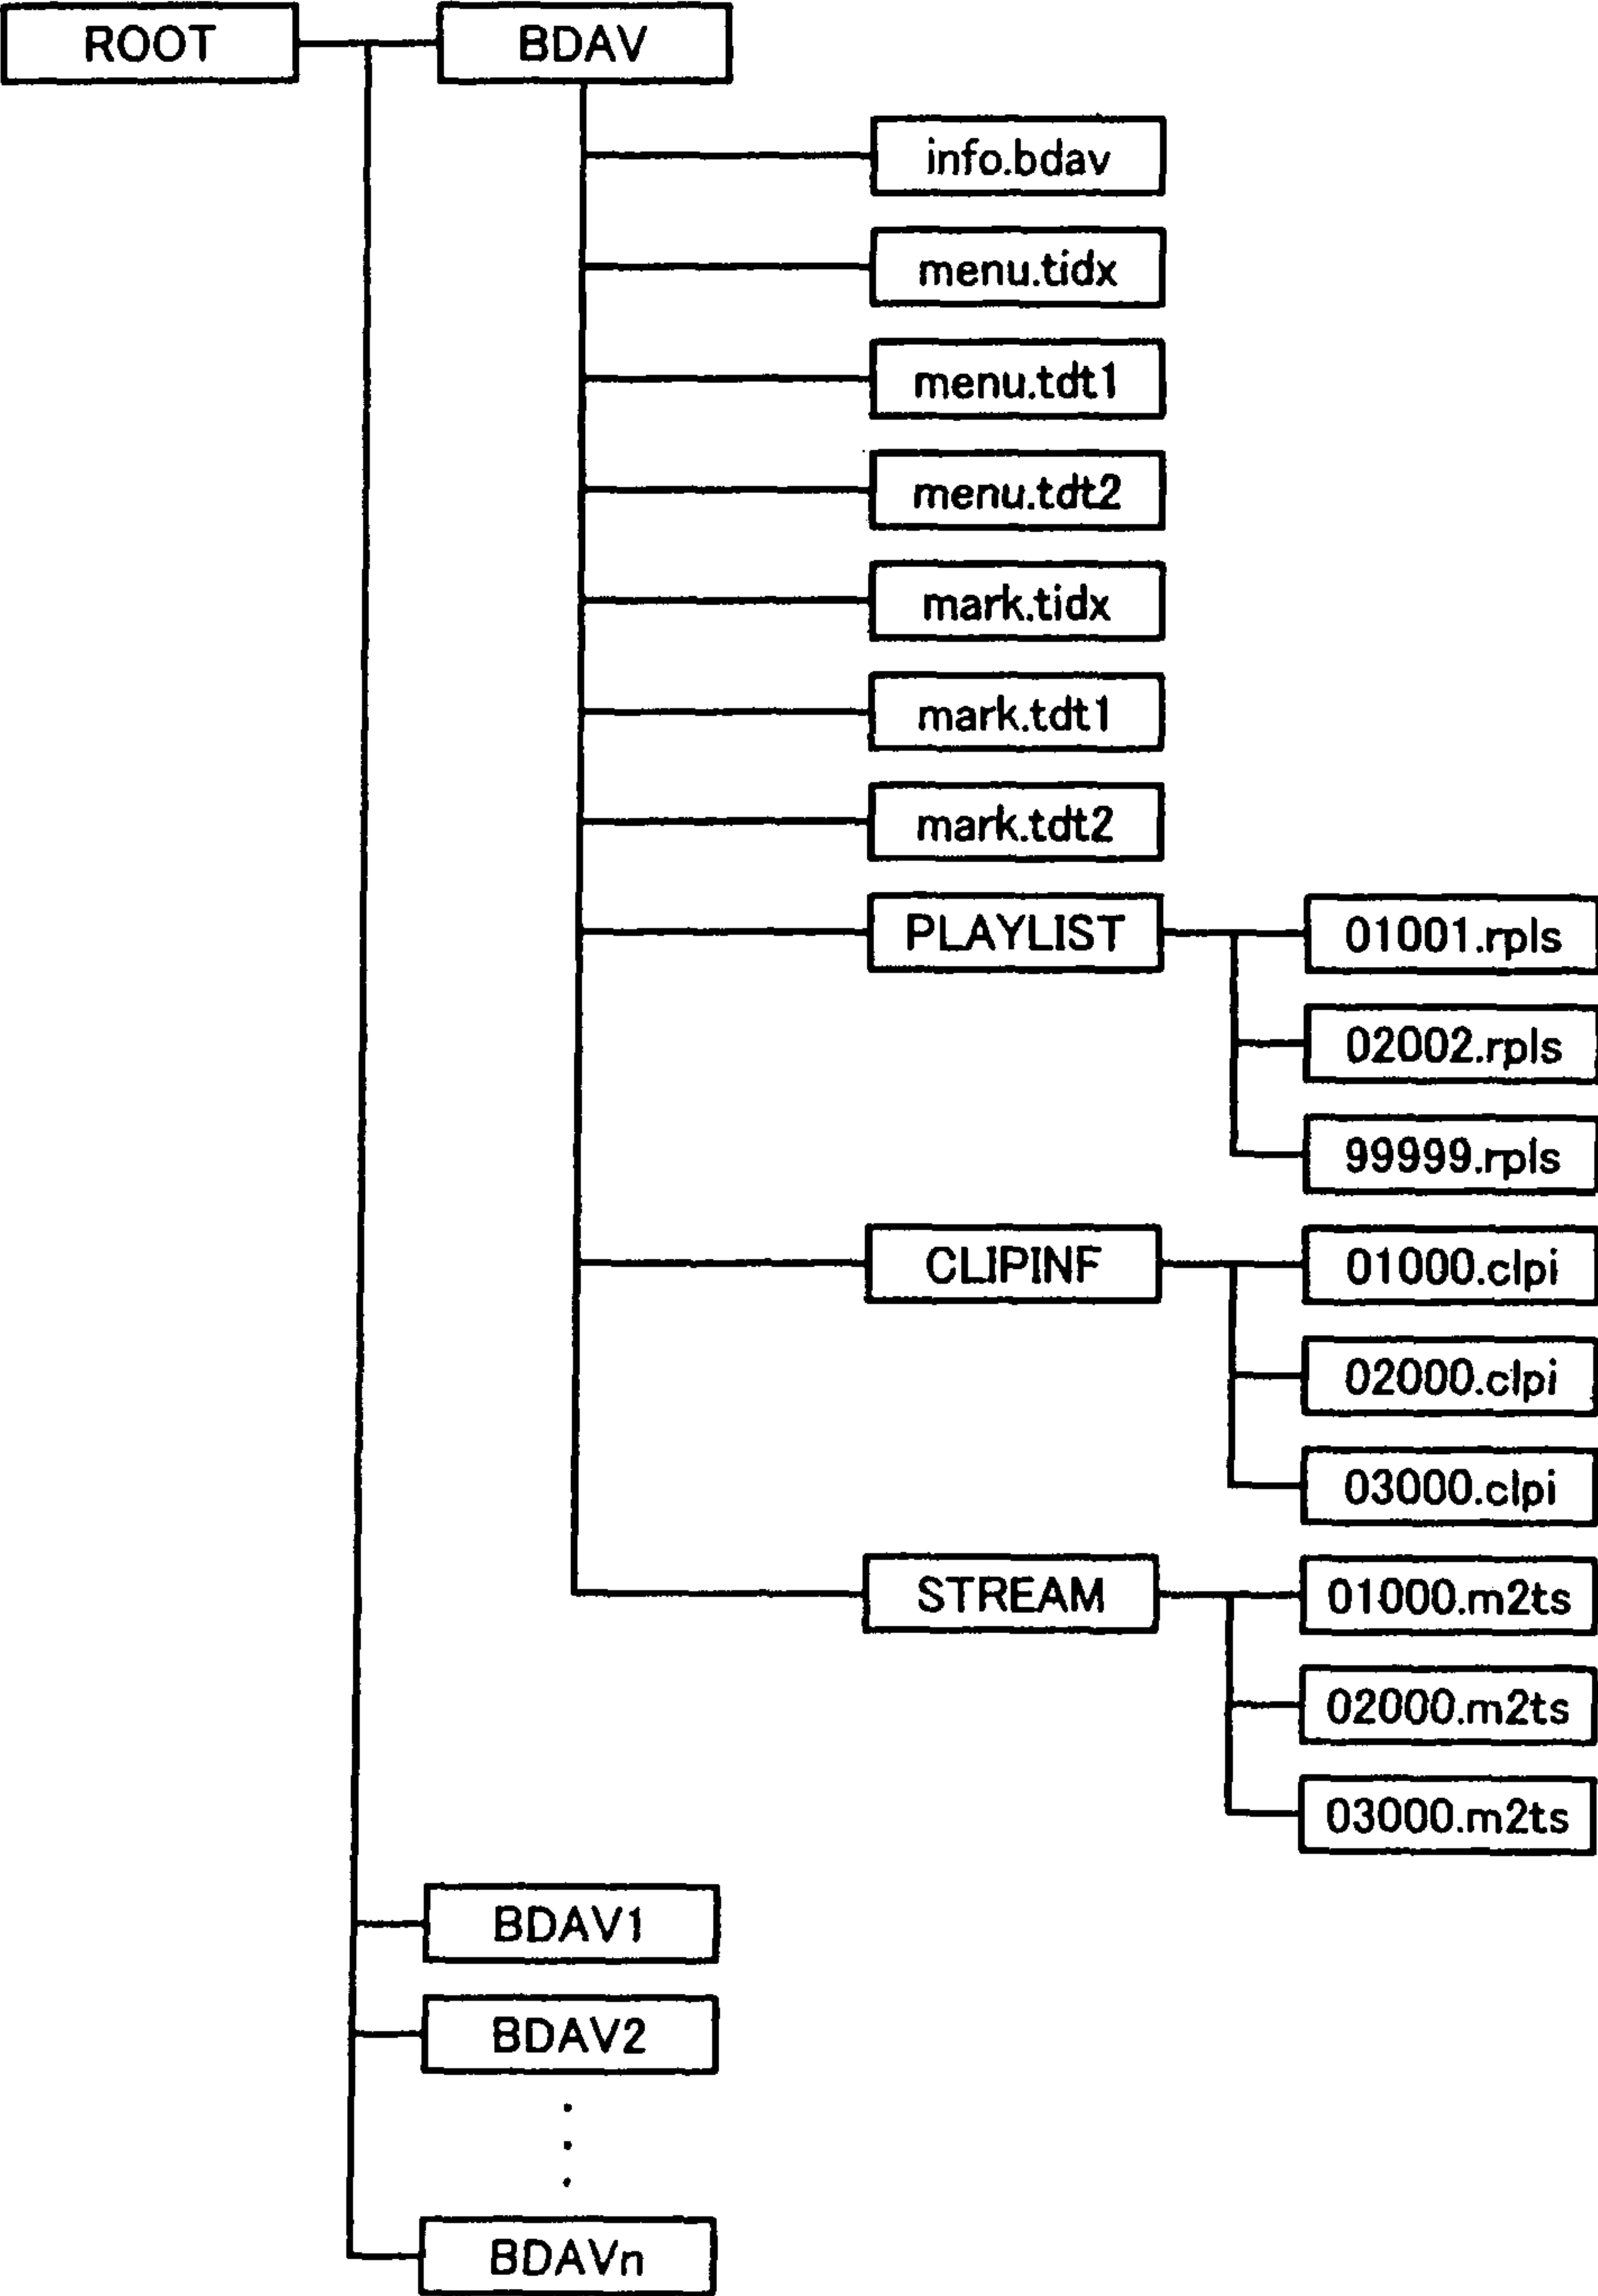 ROOT
BDAV
info.bdav
menu.tidx
menu.tdt1
menu.tdt2
mark.tidx
mark.tdt1
mark.tdt2
PLAYLIST
01001.rpls
02002.rpls
99999.rpls
CLIPINF
01000.clpi
02000.clpi
03000.clpi
STREAM
01000.m2ts
02000.m2ts
03000.m2ts
BDAV1
BDAV2
BDAVn